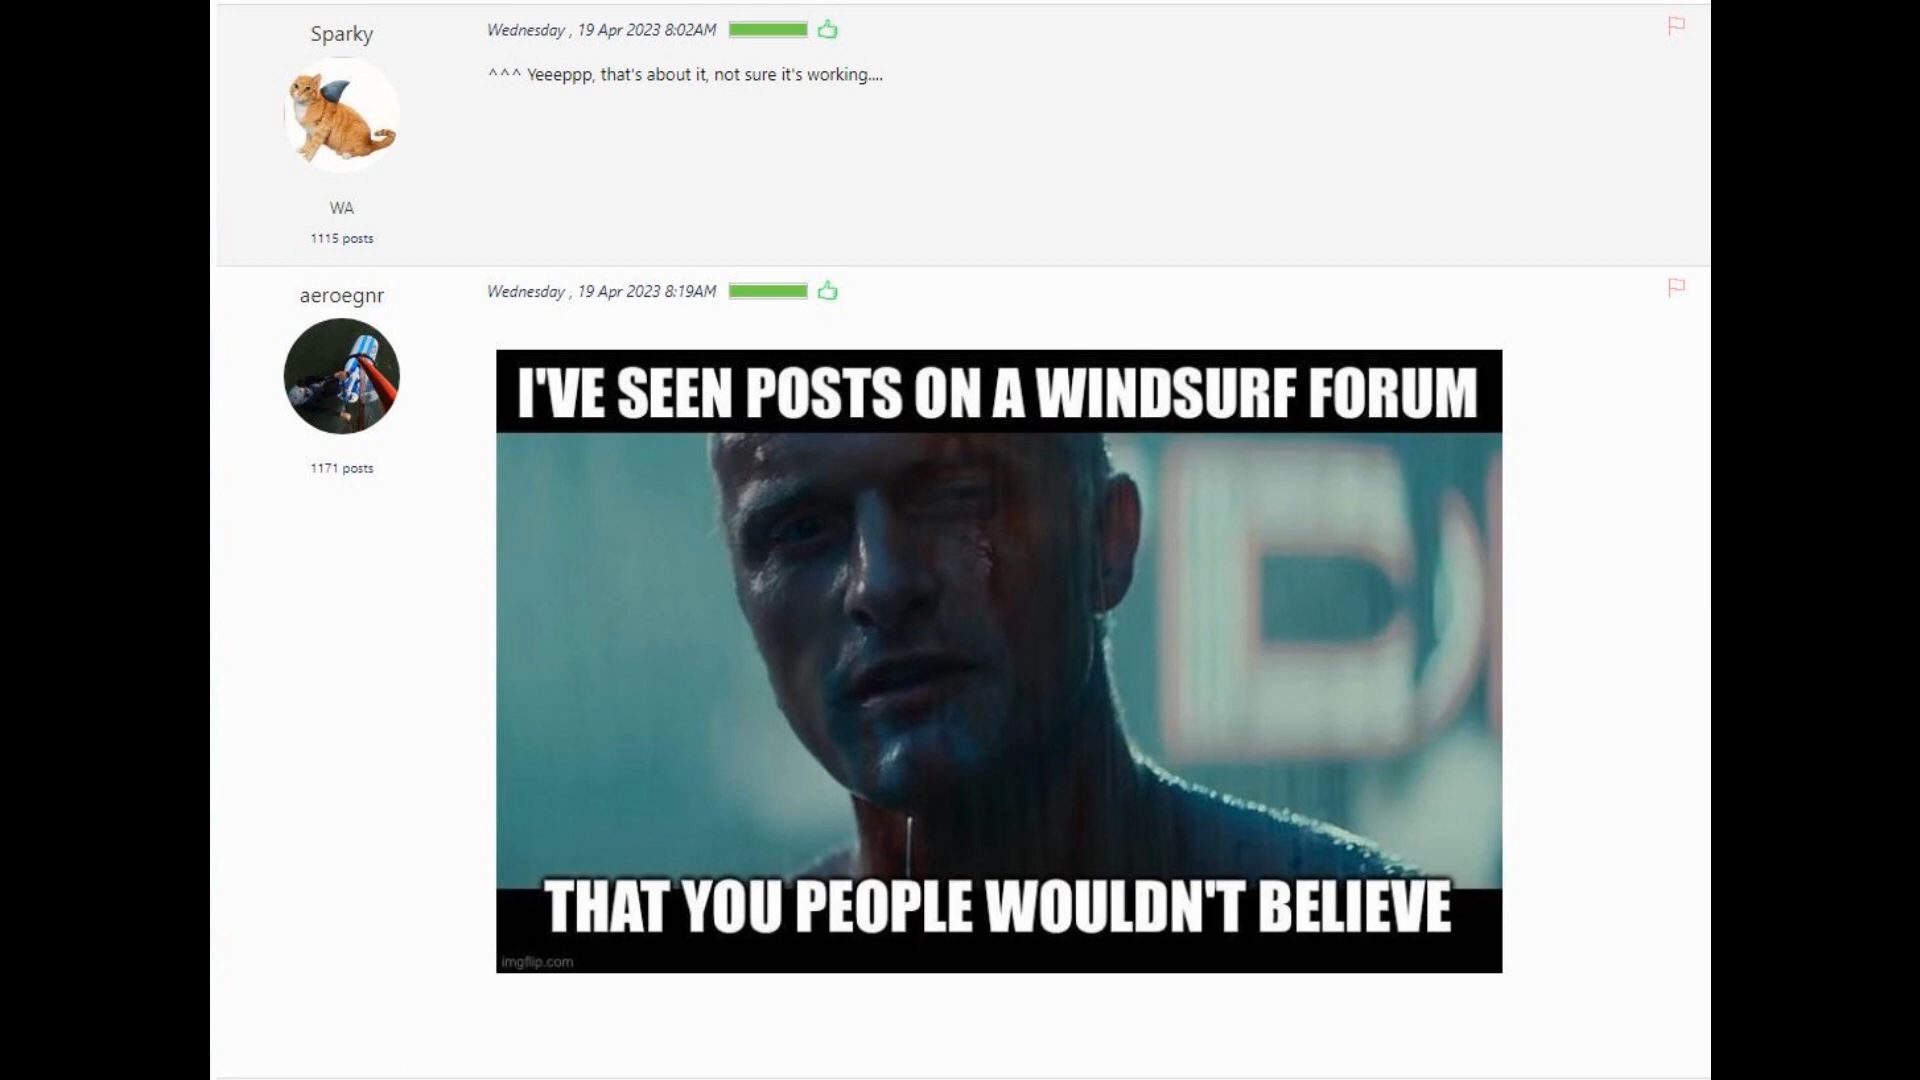 Sparky
Wednesday , 19 Apr 2023 8:02AM
^^^ Yeeeppp, that's about it, not sure it's working....
WA
1115 posts
aeroegnr
Wednesday , 19 Apr 2023 8:19AM
1171 posts
I'VE SEEN POSTS ON A WINDSURF FORUM
THAT YOU PEOPLE WOULDN'T BELIEVE
imgflip.com